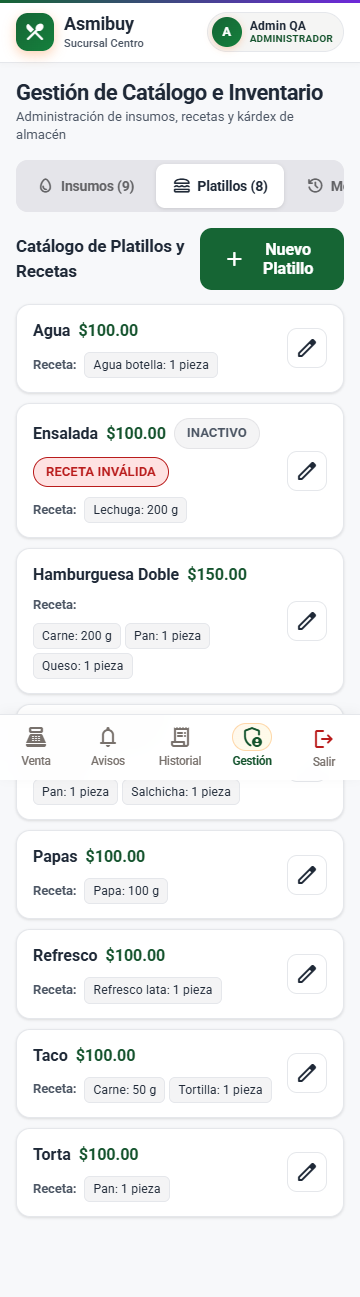 Asmibuy
Sucursal Centro
A
Admin QA
ADMINISTRADOR
Gestión de Catálogo e Inventario
Administración de insumos, recetas y kárdex de
almacén
Insumos (9)
Platillos (8)
Catálogo de Platillos y
Recetas
Nuevo
Platillo
Agua $100.00
Receta: Agua botella: 1 pieza
Ensalada $100.00 INACTIVO
RECETA INVÁLIDA
Receta: Lechuga: 200 g
Hamburguesa Doble $150.00
Receta:
Carne: 200 g Pan: 1 pieza
Queso: 1 pieza
Venta Avisos Historial Gestión Salir
Pan: 1 pieza Salchicha: 1 pieza
Papas $100.00
Receta: Papa: 100 g
Refresco $100.00
Receta: Refresco lata: 1 pieza
Taco $100.00
Receta: Carne: 50 g Tortilla: 1 pieza
Torta $100.00
Receta: Pan: 1 pieza